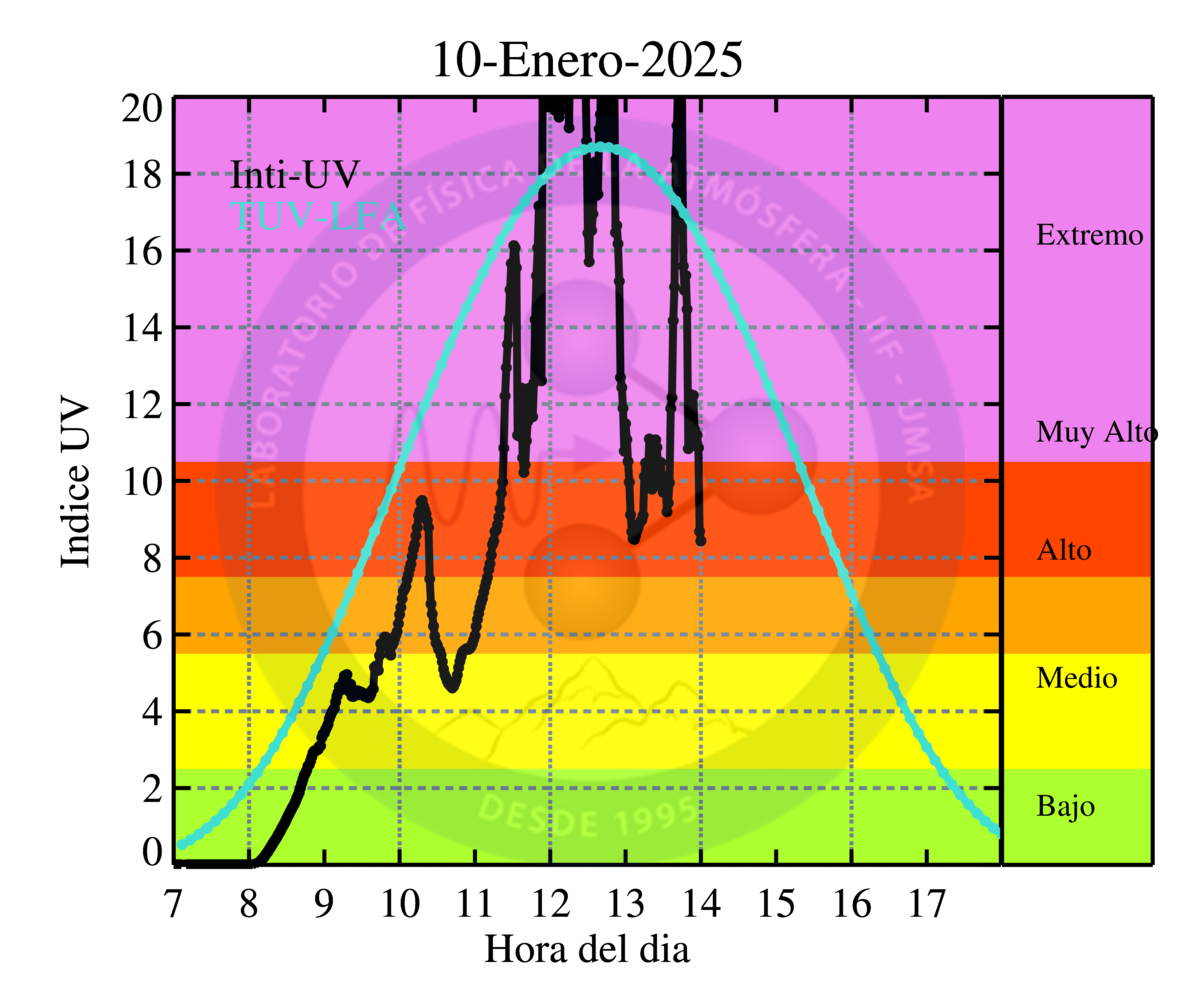 10-Enero-2025
Inti-UV
TUV-LFA
LABORATORIO DE FÍSICA DE LA ATMÓSFERA - IIF - UMSA
DESDE 1995
Indice UV
20
18
16
14
12
10
8
6
4
2
0
Extremo
Muy Alto
Alto
Medio
Bajo
7 8 9 10 11 12 13 14 15 16 17
Hora del dia